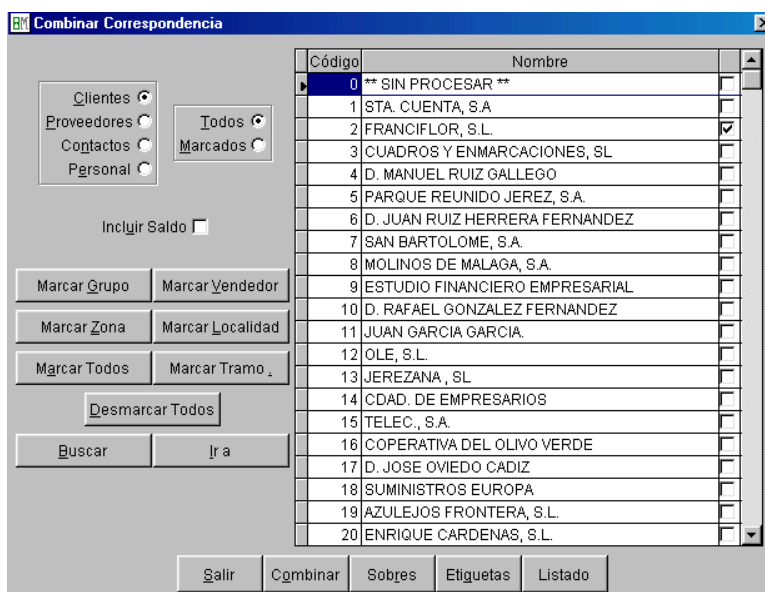 Combinar Correspondencia
Clientes
Proveedores
Contactos
Personal
Todos
Marcados
Incluir Saldo
Marcar Grupo Marcar Vendedor
Marcar Zona Marcar Localidad
Marcar Todos Marcar Tramo .
Desmarcar Todos
Buscar Ir a
Código Nombre
0 ** SIN PROCESAR **
1 STA. CUENTA, S.A
2 FRANCIFLOR, S.L.
3 CUADROS Y ENMARCACIONES, SL
4 D. MANUEL RUIZ GALLEGO
5 PARQUE REUNIDO JEREZ, S.A.
6 D. JUAN RUIZ HERRERA FERNANDEZ
7 SAN BARTOLOME, S.A.
8 MOLINOS DE MALAGA, S.A.
9 ESTUDIO FINANCIERO EMPRESARIAL
10 D. RAFAEL GONZALEZ FERNANDEZ
11 JUAN GARCIA GARCIA.
12 OLE, S.L.
13 JEREZANA , SL
14 CDAD. DE EMPRESARIOS
15 TELEC., S.A.
16 COPERATIVA DEL OLIVO VERDE
17 D. JOSE OVIEDO CADIZ
18 SUMINISTROS EUROPA
19 AZULEJOS FRONTERA, S.L.
20 ENRIQUE CARDENAS, S.L.
Salir Combinar Sobres Etiquetas Listado